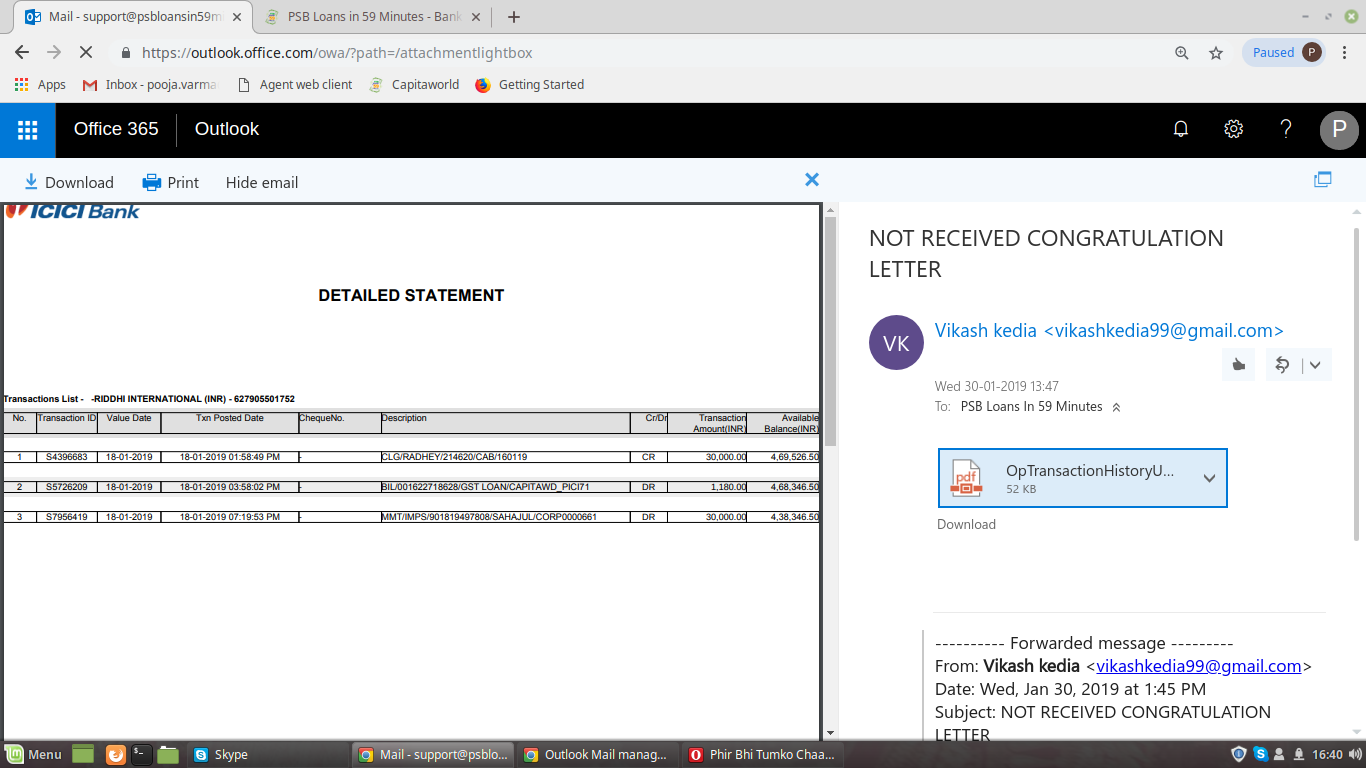 Mail - support@psbloansin59m
PSB Loans in 59 Minutes - Bank
https://outlook.office.com/owa/?path=/attachmentlightbox
Paused P
Apps Inbox - pooja.varma Agent web client Capitaworld Getting Started
Office 365 Outlook
P
Download Print Hide email
ICICI Bank
DETAILED STATEMENT
Transactions List - -RIDDHI INTERNATIONAL (INR) - 627905501752
No. Transaction ID Value Date Txn Posted Date ChequeNo. Description Cr/Dr Transaction Amount(INR) Available Balance(INR)
1 S4396683 18-01-2019 18-01-2019 01:58:49 PM - CLG/RADHEY/214620/CAB/160119 CR 30,000.00 4,69,526.50
2 S5726209 18-01-2019 18-01-2019 03:58:02 PM - BIL/001622718628/GST LOAN/CAPITAWD_PICI71 DR 1,180.00 4,68,346.50
3 S7956419 18-01-2019 18-01-2019 07:19:53 PM - MMT/IMPS/901819497808/SAHAJUL/CORP0000661 DR 30,000.00 4,38,346.50
NOT RECEIVED CONGRATULATION
LETTER
VK
Vikash kedia <vikashkedia99@gmail.com>
Wed 30-01-2019 13:47
To: PSB Loans In 59 Minutes
pdf
OpTransactionHistoryU...
52 KB
Download
---------- Forwarded message ---------
From: Vikash kedia <vikashkedia99@gmail.com>
Date: Wed, Jan 30, 2019 at 1:45 PM
Subject: NOT RECEIVED CONGRATULATION
LETTER
Menu Skype Mail - support@psblo... Outlook Mail manag... Phir Bhi Tumko Chaa... 16:40